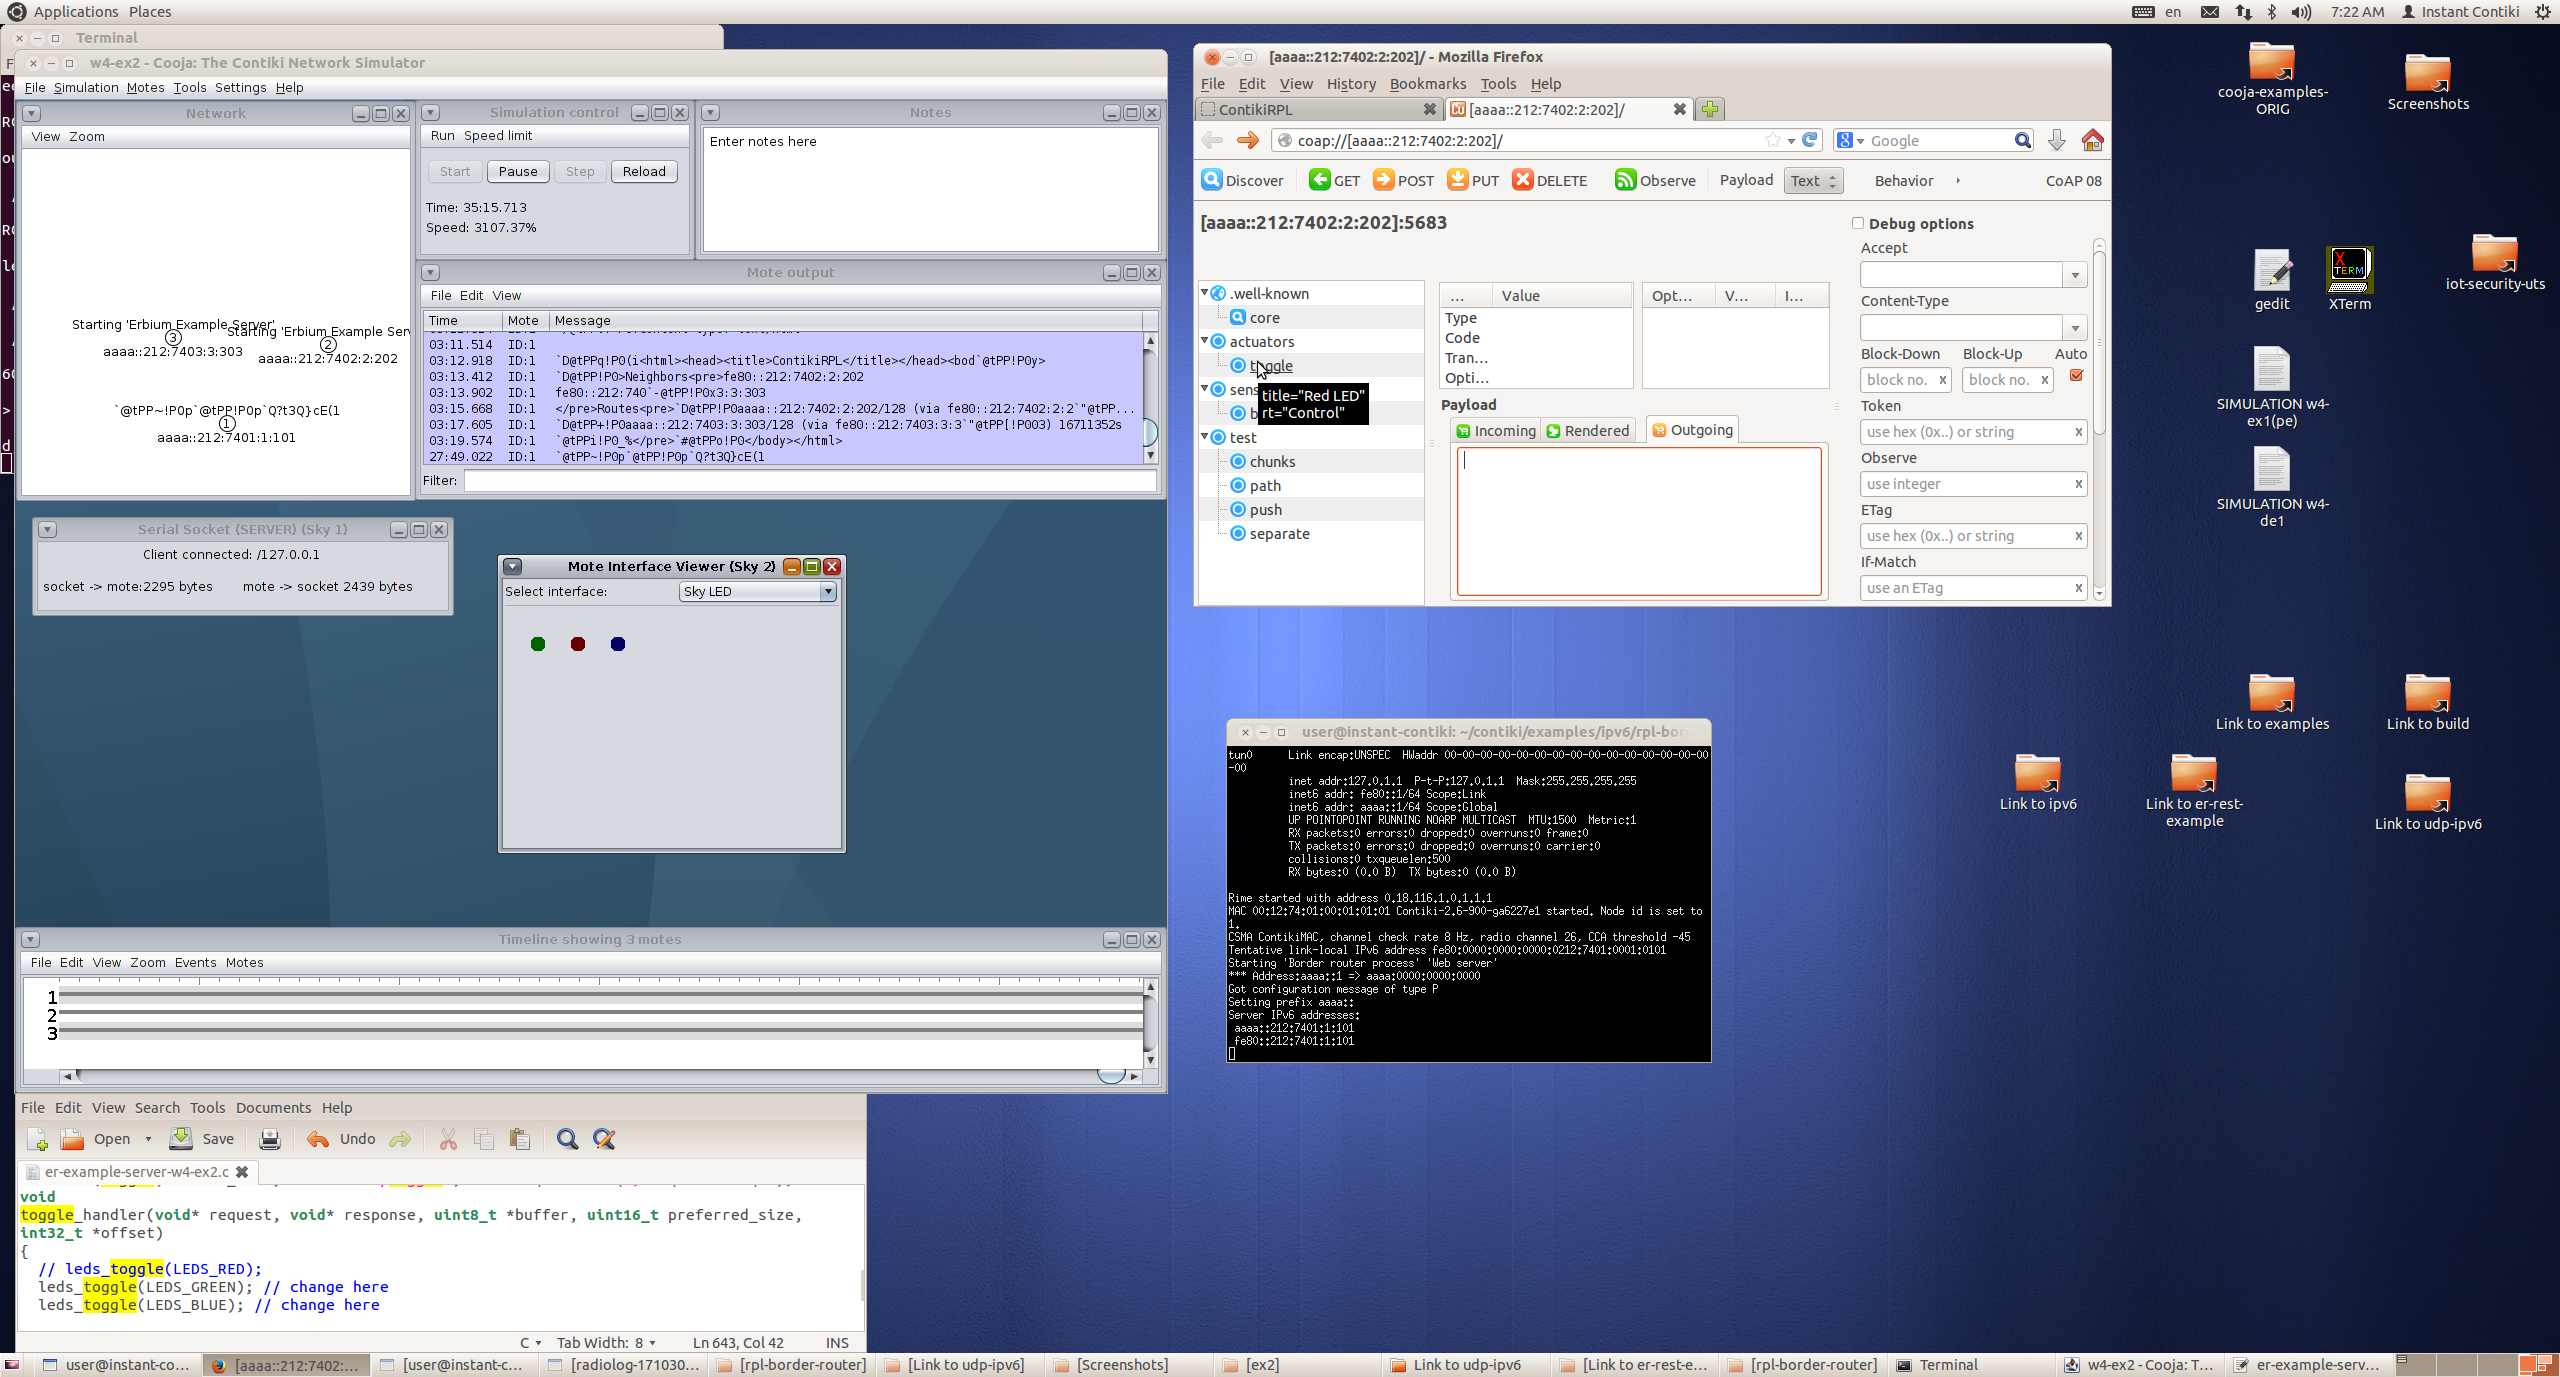 Applications Places
en 7:22 AM Instant Contiki
Terminal
w4-ex2 - Cooja: The Contiki Network Simulator
File Simulation Motes Tools Settings Help
Network
View Zoom
Starting 'Erbium Example Server'
Starting 'Erbium Example Ser
3
2
aaaa::212:7403:3:303
aaaa::212:7402:2:202
`@tPP~!P0p`@tPP!P0p`Q?t3Q}cE(1
1
aaaa::212:7401:1:101
Simulation control
Run Speed limit
Start Pause Step Reload
Time: 35:15.713
Speed: 3107.37%
Notes
Enter notes here
Mote output
File Edit View
Time Mote Message
03:11.514 ID:1
03:12.918 ID:1 `D@tPPq!P0(i<html><head><title>ContikiRPL</title></head><bod`@tPP!P0y>
03:13.412 ID:1 `D@tPP!P0>Neighbors<pre>fe80::212:7402:2:202
03:13.902 ID:1 fe80::212:740`-@tPP!P0x3:3:303
03:15.668 ID:1 </pre>Routes<pre>`D@tPP!P0aaaa::212:7402:2:202/128 (via fe80::212:7402:2:2`"@tPP...
03:17.605 ID:1 `D@tPP+!P0aaaa::212:7403:3:303/128 (via fe80::212:7403:3:3`"@tPP[!P003) 16711352s
03:19.574 ID:1 `@tPPi!P0_%</pre>`#@tPPo!P0</body></html>
27:49.022 ID:1 `@tPP~!P0p`@tPP!P0p`Q?t3Q}cE(1
Filter:
Serial Socket (SERVER) (Sky 1)
Client connected: /127.0.0.1
socket -> mote:2295 bytes mote -> socket 2439 bytes
Mote Interface Viewer (Sky 2)
Select interface: Sky LED
Timeline showing 3 motes
File Edit View Zoom Events Motes
1
2
3
File Edit View Search Tools Documents Help
Open Save Undo
er-example-server-w4-ex2.c
void
toggle_handler(void* request, void* response, uint8_t *buffer, uint16_t preferred_size,
int32_t *offset)
{
// leds_toggle(LEDS_RED);
leds_toggle(LEDS_GREEN); // change here
leds_toggle(LEDS_BLUE); // change here
C Tab Width: 8 Ln 643, Col 42 INS
[aaaa::212:7402:2:202]/ - Mozilla Firefox
File Edit View History Bookmarks Tools Help
ContikiRPL
Cu [aaaa::212:7402:2:202]/
coap://[aaaa::212:7402:2:202]/
Google
Discover GET POST PUT DELETE Observe Payload Text Behavior CoAP 08
[aaaa::212:7402:2:202]:5683
.well-known
core
actuators
toggle
sens
b
title="Red LED"
rt="Control"
test
chunks
path
push
separate
... Value
Type
Code
Tran...
Opti...
Opt... V... I...
Payload
Incoming Rendered Outgoing
Debug options
Accept
Content-Type
Block-Down Block-Up Auto
block no. x block no. x
Token
use hex (0x..) or string x
Observe
use integer x
ETag
use hex (0x..) or string x
If-Match
use an ETag x
user@instant-contiki: ~/contiki/examples/ipv6/rpl-bor
tun0 Link encap:UNSPEC HWaddr 00-00-00-00-00-00-00-00-00-00-00-00-00-00-00
-00
inet addr:127.0.1.1 P-t-P:127.0.1.1 Mask:255.255.255.255
inet6 addr: fe80::1/64 Scope:Link
inet6 addr: aaaa::1/64 Scope:Global
UP POINTOPOINT RUNNING NOARP MULTICAST MTU:1500 Metric:1
RX packets:0 errors:0 dropped:0 overruns:0 frame:0
TX packets:0 errors:0 dropped:0 overruns:0 carrier:0
collisions:0 txqueuelen:500
RX bytes:0 (0.0 B) TX bytes:0 (0.0 B)
Rime started with address 0.18.116.1.0.1.1.1
MAC 00:12:74:01:00:01:01:01 Contiki-2.6-900-ga6227e1 started. Node id is set to
1.
CSMA ContikiMAC, channel check rate 8 Hz, radio channel 26, CCA threshold -45
Tentative link-local IPv6 address fe80:0000:0000:0000:0212:7401:0001:0101
Starting 'Border router process' 'Web server'
*** Address:aaaa::1 => aaaa:0000:0000:0000
Got configuration message of type P
Setting prefix aaaa::
Server IPv6 addresses:
aaaa::212:7401:1:101
fe80::212:7401:1:101
cooja-examples-
ORIG
Screenshots
gedit
X TERM
XTerm
iot-security-uts
SIMULATION w4-
ex1(pe)
SIMULATION w4-
de1
Link to examples
Link to build
Link to ipv6
Link to er-rest-
example
Link to udp-ipv6
user@instant-co... [aaaa::212:7402:... [user@instant-c... [radiolog-171030... [rpl-border-router] [Link to udp-ipv6] [Screenshots] [ex2] Link to udp-ipv6 [Link to er-rest-e... [rpl-border-router] Terminal w4-ex2 - Cooja: T... er-example-serv...